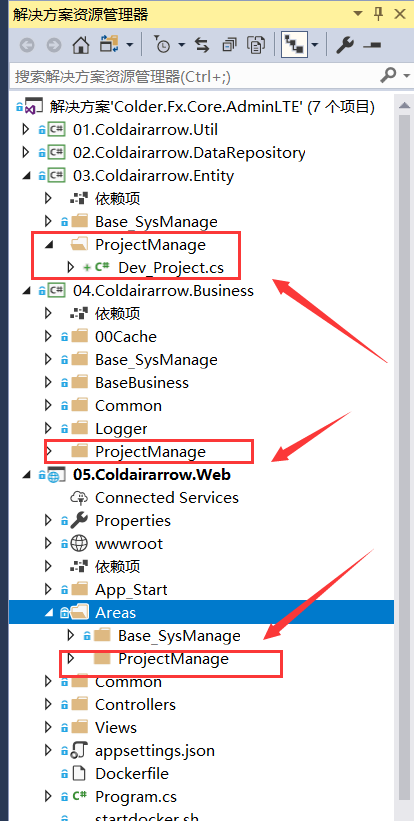 解决方案资源管理器
搜索解决方案资源管理器(Ctrl+;)
解决方案'Colder.Fx.Core.AdminLTE' (7 个项目)
C# 01.Coldairarrow.Util
C# 02.Coldairarrow.DataRepository
C# 03.Coldairarrow.Entity
依赖项
Base_SysManage
ProjectManage
+ C# Dev_Project.cs
C# 04.Coldairarrow.Business
依赖项
00Cache
Base_SysManage
BaseBusiness
Common
Logger
ProjectManage
05.Coldairarrow.Web
Connected Services
Properties
wwwroot
依赖项
App_Start
Areas
Base_SysManage
ProjectManage
Common
Controllers
Views
appsettings.json
Dockerfile
C# Program.cs
startdocker.sh